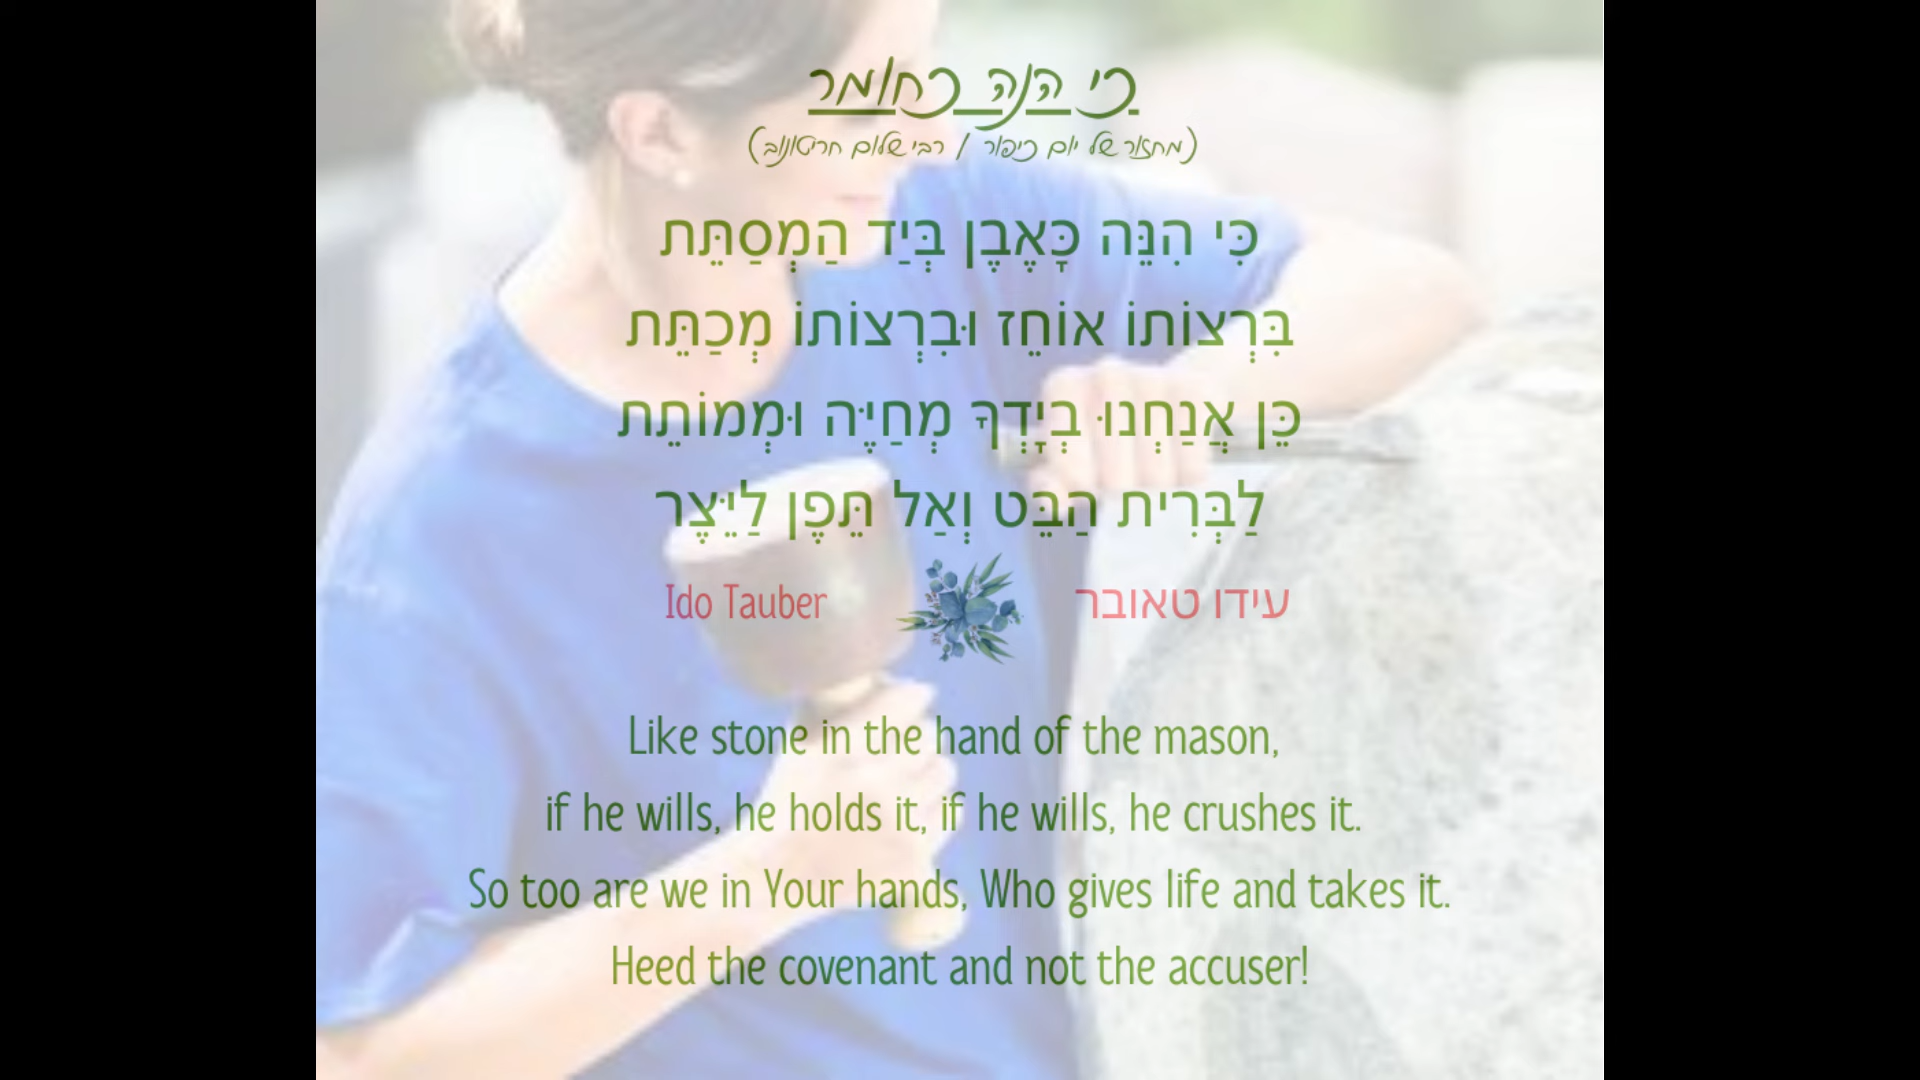 כי הנה כחומר
(מחזור של יום כיפור / רבי שלום חריטונוב)
כִּי הִנֵּה כָּאֶבֶן בְּיַד הַמְסַתֵּת
בִּרְצוֹתוֹ אוֹחֵז וּבִרְצוֹתוֹ מְכַתֵּת
כֵּן אֲנַחְנוּ בְיָדְךָ מְחַיֶּה וּמְמוֹתֵת
לַבְּרִית הַבֵּט וְאַל תֵּפֶן לַיֵּצֶר
Ido Tauber עידו טאובר
Like stone in the hand of the mason,
if he wills, he holds it, if he wills, he crushes it.
So too are we in Your hands, Who gives life and takes it.
Heed the covenant and not the accuser!